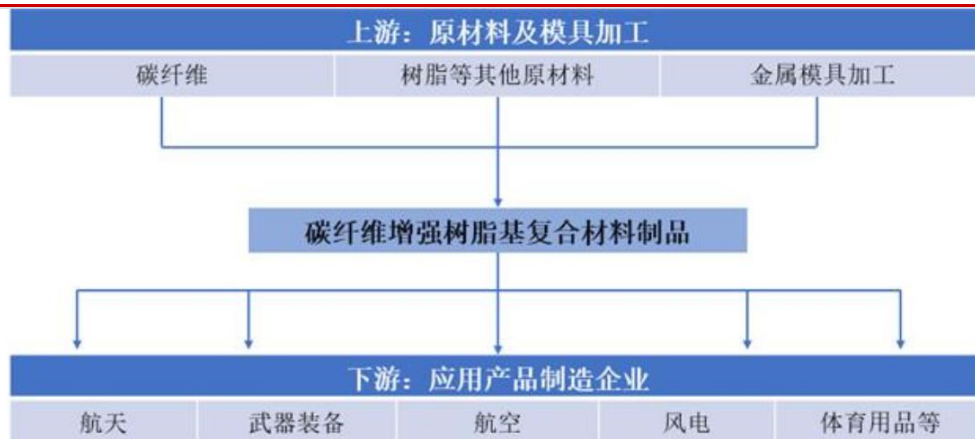 上游：原材料及模具加工
碳纤维 树脂等其他原材料 金属模具加工
碳纤维增强树脂基复合材料制品
下游：应用产品制造企业
航天 武器装备 航空 风电 体育用品等